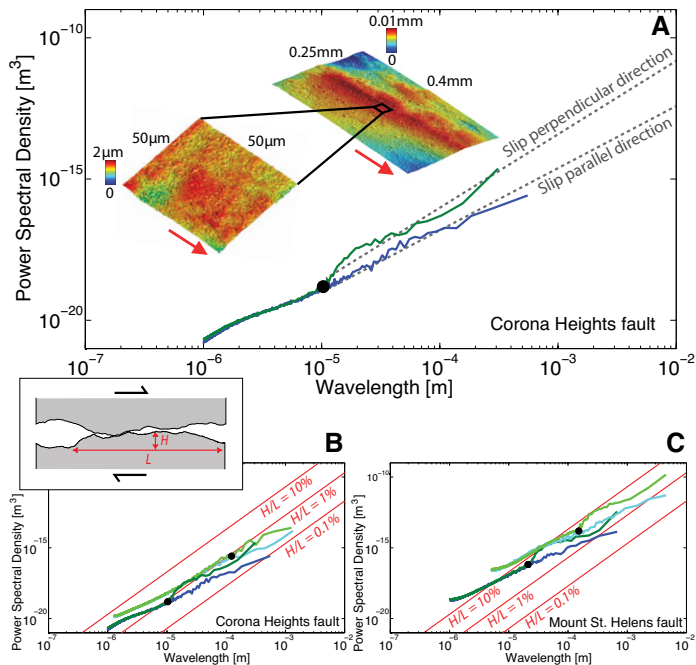 A
10⁻¹⁰
10⁻¹⁵
10⁻²⁰
Power Spectral Density [m³]
0.01mm
0
0.25mm
0.4mm
50μm
50μm
2μm
0
Slip perpendicular direction
Slip parallel direction
Corona Heights fault
10⁻⁷
10⁻⁶
10⁻⁵
10⁻⁴
10⁻³
10⁻²
Wavelength [m]
H
L
B
Power Spectral Density [m³]
10⁻¹⁵
10⁻²⁰
H/L = 10%
H/L = 1%
H/L = 0.1%
Corona Heights fault
10⁻⁷
10⁻⁶
10⁻⁵
10⁻⁴
10⁻³
10⁻²
Wavelength [m]
C
Power Spectral Density [m³]
10⁻¹⁰
10⁻¹⁵
10⁻²⁰
H/L = 10%
H/L = 1%
H/L = 0.1%
Mount St. Helens fault
10⁻⁷
10⁻⁶
10⁻⁵
10⁻⁴
10⁻³
10⁻²
Wavelength [m]